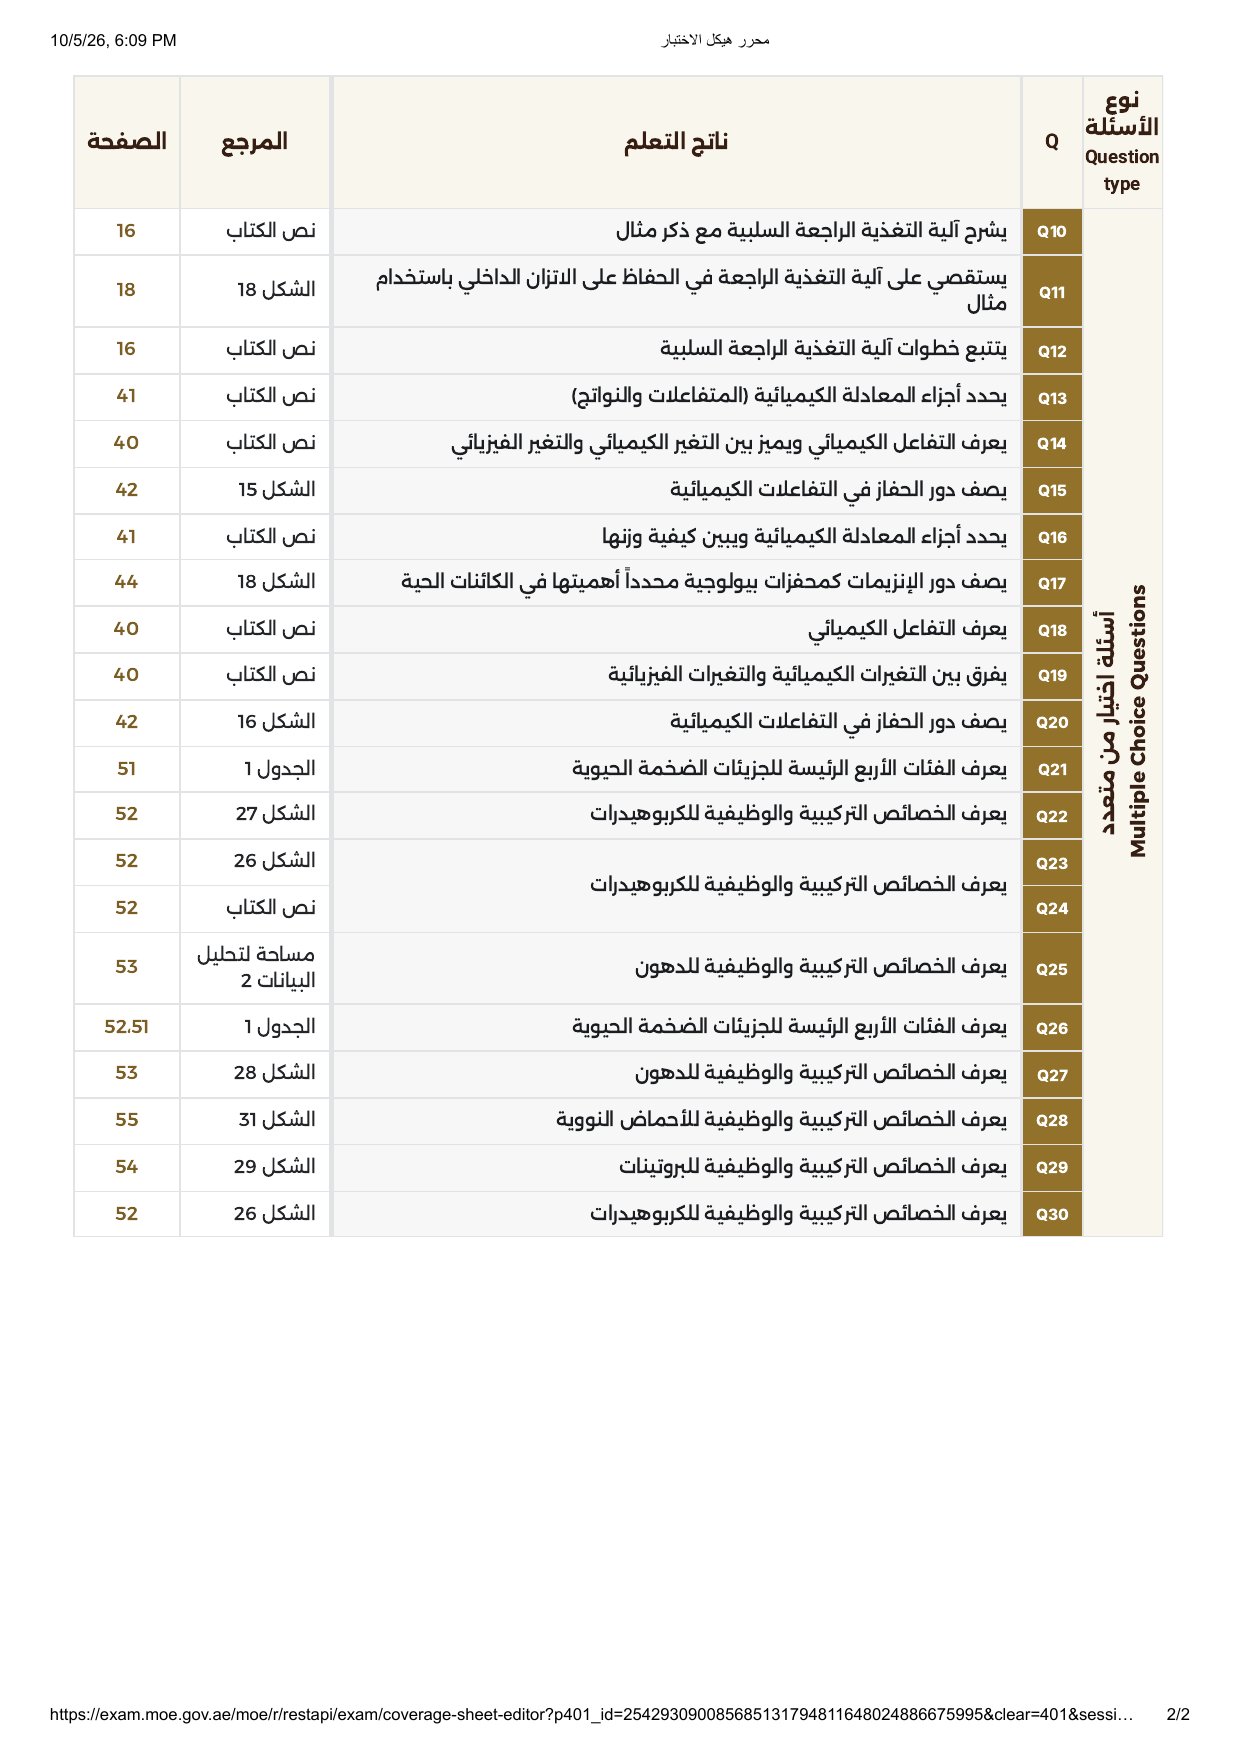 10/5/26, 6:09 PM
محرر هيكل الاختبار
نوع الأسئلة Question type	Q	ناتج التعلم	المرجع	الصفحة
أسئلة اختيار من متعدد
Multiple Choice Questions
Q10	يشرح آلية التغذية الراجعة السلبية مع ذكر مثال	نص الكتاب	16
Q11	يستقصي على آلية التغذية الراجعة في الحفاظ على الاتزان الداخلي باستخدام مثال	الشكل 18	18
Q12	يتتبع خطوات آلية التغذية الراجعة السلبية	نص الكتاب	16
Q13	يحدد أجزاء المعادلة الكيميائية (المتفاعلات والنواتج)	نص الكتاب	41
Q14	يعرف التفاعل الكيميائي ويميز بين التغير الكيميائي والتغير الفيزيائي	نص الكتاب	40
Q15	يصف دور الحفاز في التفاعلات الكيميائية	الشكل 15	42
Q16	يحدد أجزاء المعادلة الكيميائية ويبين كيفية وزنها	نص الكتاب	41
Q17	يصف دور الإنزيمات كمحفزات بيولوجية محدداً أهميتها في الكائنات الحية	الشكل 18	44
Q18	يعرف التفاعل الكيميائي	نص الكتاب	40
Q19	يفرق بين التغيرات الكيميائية والتغيرات الفيزيائية	نص الكتاب	40
Q20	يصف دور الحفاز في التفاعلات الكيميائية	الشكل 16	42
Q21	يعرف الفئات الأربع الرئيسة للجزيئات الضخمة الحيوية	الجدول 1	51
Q22	يعرف الخصائص التركيبية والوظيفية للكربوهيدرات	الشكل 27	52
Q23	يعرف الخصائص التركيبية والوظيفية للكربوهيدرات	الشكل 26	52
Q24	نص الكتاب	52
Q25	يعرف الخصائص التركيبية والوظيفية للدهون	مساحة لتحليل البيانات 2	53
Q26	يعرف الفئات الأربع الرئيسة للجزيئات الضخمة الحيوية	الجدول 1	52،51
Q27	يعرف الخصائص التركيبية والوظيفية للدهون	الشكل 28	53
Q28	يعرف الخصائص التركيبية والوظيفية للأحماض النووية	الشكل 31	55
Q29	يعرف الخصائص التركيبية والوظيفية للبروتينات	الشكل 29	54
Q30	يعرف الخصائص التركيبية والوظيفية للكربوهيدرات	الشكل 26	52
https://exam.moe.gov.ae/moe/r/restapi/exam/coverage-sheet-editor?p401_id=254293090085685131794811648024886675995&clear=401&sessi…
2/2